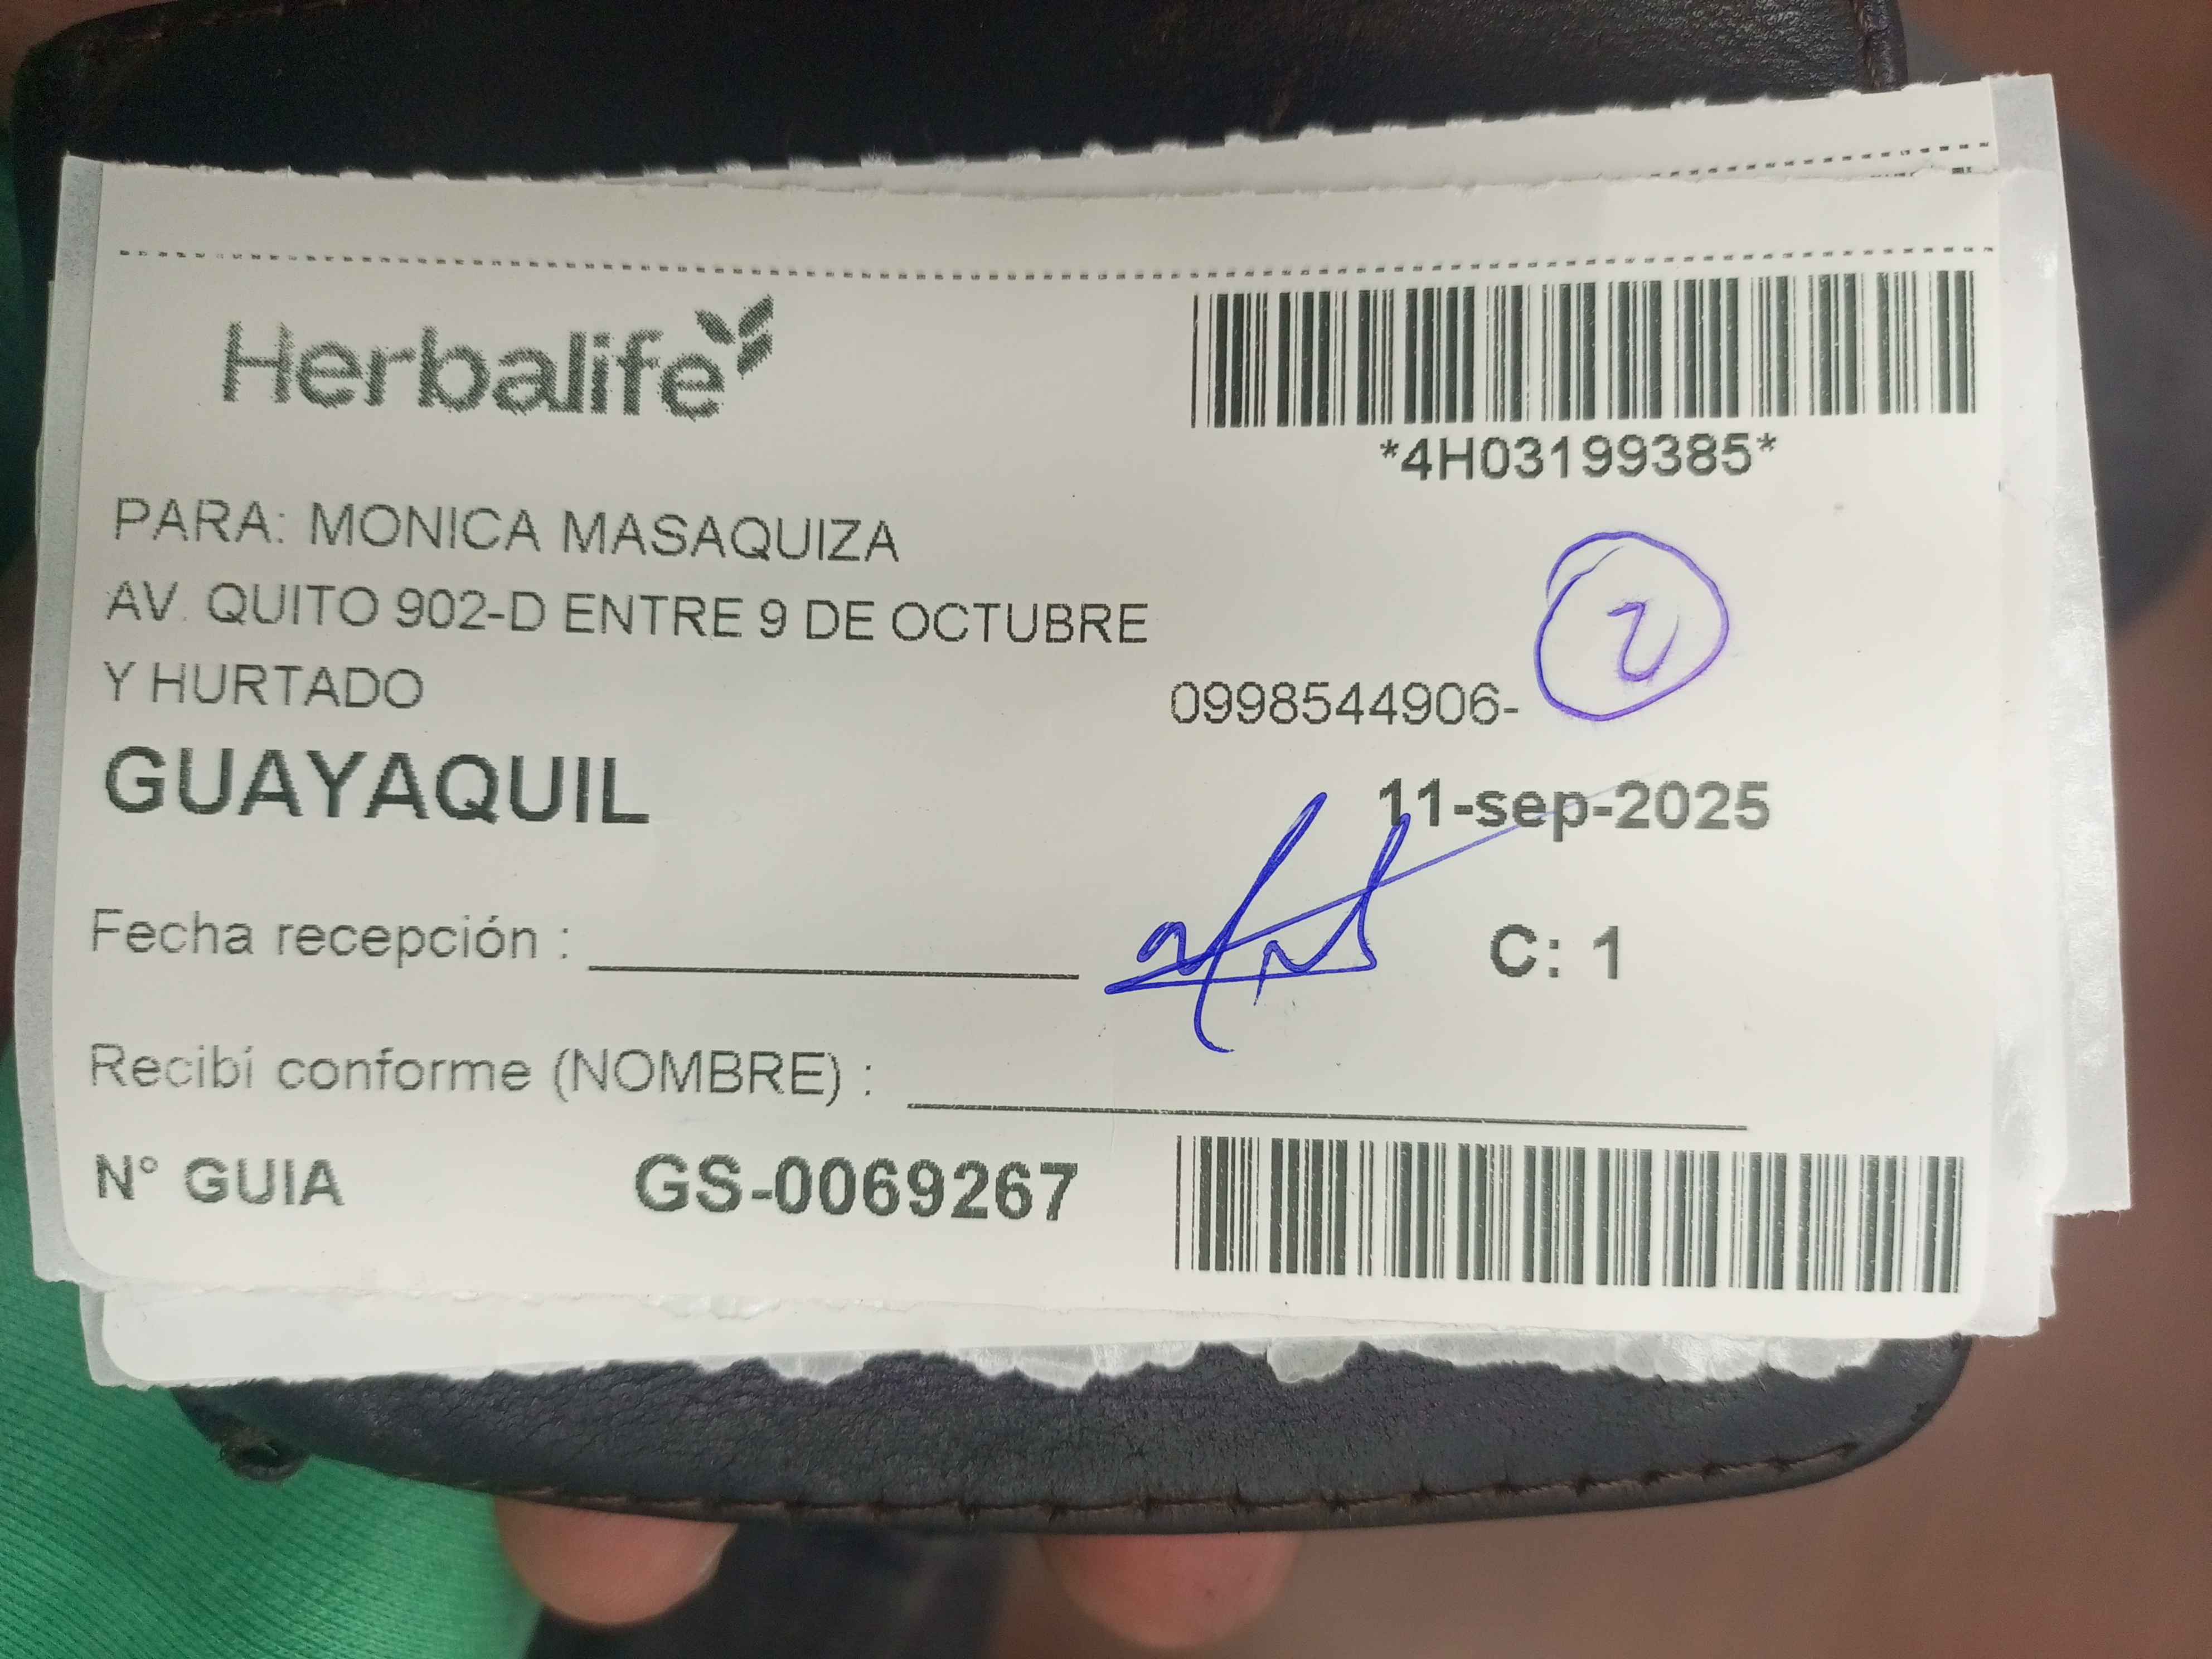 Herbalife
*4H03199385*
PARA: MONICA MASAQUIZA
AV. QUITO 902-D ENTRE 9 DE OCTUBRE
Y HURTADO
0998544906-
2
GUAYAQUIL
11-sep-2025
Fecha recepción :
C: 1
Recibí conforme (NOMBRE) :
N° GUIA GS-0069267